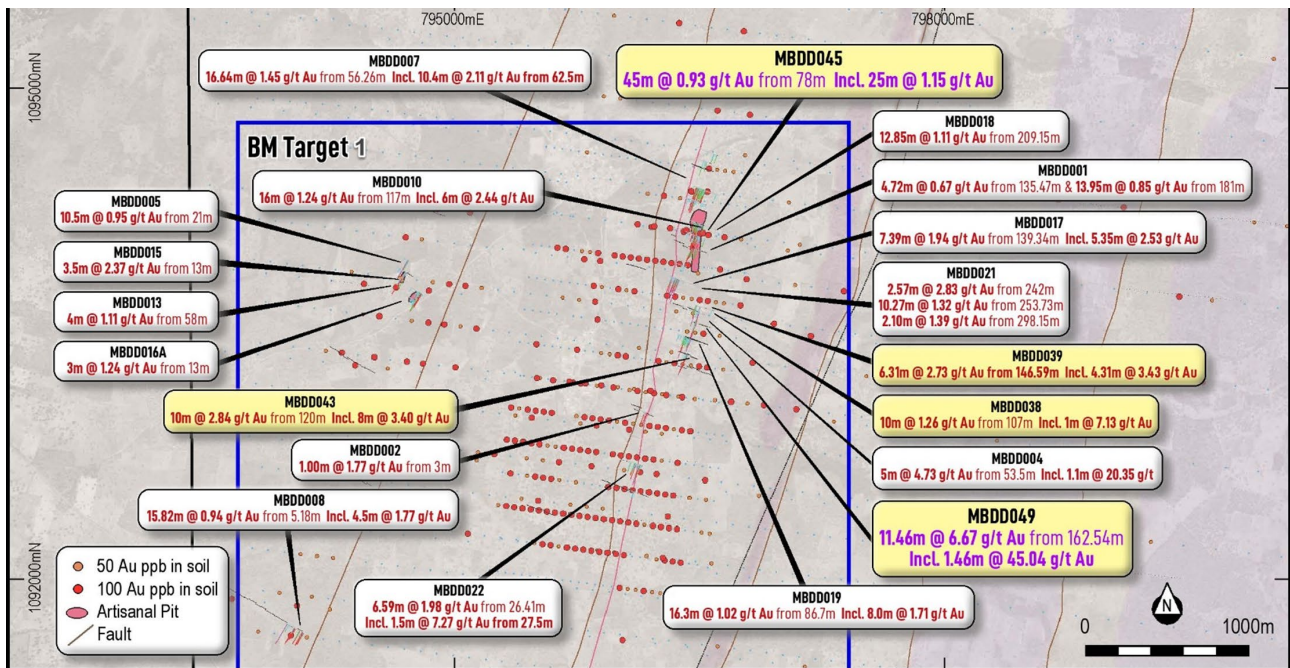 795000mE
798000mE
1095000mN
1092000mN
MBDD007
16.64m @ 1.45 g/t Au from 56.26m Incl. 10.4m @ 2.11 g/t Au from 62.5m
MBDD045
45m @ 0.93 g/t Au from 78m Incl. 25m @ 1.15 g/t Au
BM Target 1
MBDD018
12.85m @ 1.11 g/t Au from 209.15m
MBDD010
16m @ 1.24 g/t Au from 117m Incl. 6m @ 2.44 g/t Au
MBDD001
4.72m @ 0.67 g/t Au from 135.47m & 13.95m @ 0.85 g/t Au from 181m
MBDD005
10.5m @ 0.95 g/t Au from 21m
MBDD017
7.39m @ 1.94 g/t Au from 139.34m Incl. 5.35m @ 2.53 g/t Au
MBDD015
3.5m @ 2.37 g/t Au from 13m
MBDD021
2.57m @ 2.83 g/t Au from 242m
10.27m @ 1.32 g/t Au from 253.73m
2.10m @ 1.39 g/t Au from 298.15m
MBDD013
4m @ 1.11 g/t Au from 58m
MBDD016A
3m @ 1.24 g/t Au from 13m
MBDD039
6.31m @ 2.73 g/t Au from 146.59m Incl. 4.31m @ 3.43 g/t Au
MBDD043
10m @ 2.84 g/t Au from 120m Incl. 8m @ 3.40 g/t Au
MBDD038
10m @ 1.26 g/t Au from 107m Incl. 1m @ 7.13 g/t Au
MBDD002
1.00m @ 1.77 g/t Au from 3m
MBDD004
5m @ 4.73 g/t Au from 53.5m Incl. 1.1m @ 20.35 g/t
MBDD008
15.82m @ 0.94 g/t Au from 5.18m Incl. 4.5m @ 1.77 g/t Au
MBDD049
11.46m @ 6.67 g/t Au from 162.54m
Incl. 1.46m @ 45.04 g/t Au
MBDD022
6.59m @ 1.98 g/t Au from 26.41m
Incl. 1.5m @ 7.27 g/t Au from 27.5m
MBDD019
16.3m @ 1.02 g/t Au from 86.7m Incl. 8.0m @ 1.71 g/t Au
50 Au ppb in soil
100 Au ppb in soil
Artisanal Pit
Fault
N
0 1000m